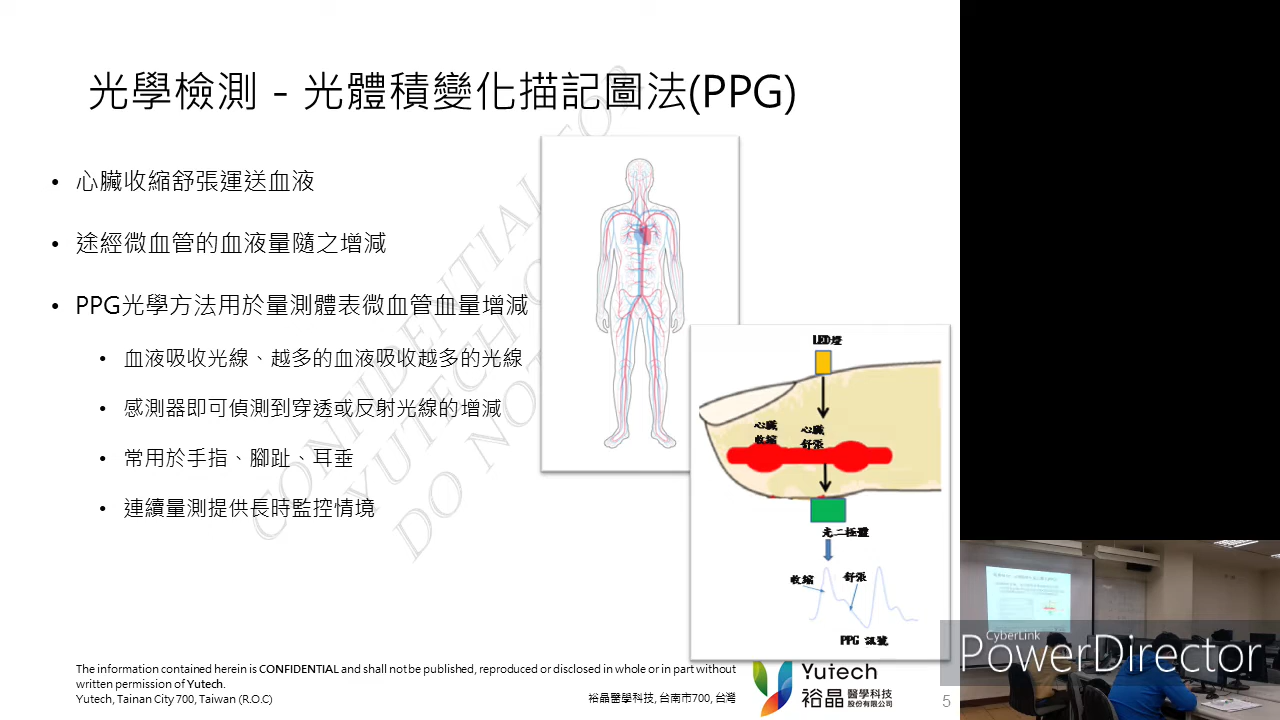 光學檢測 - 光體積變化描記圖法(PPG)
• 心臟收縮舒張運送血液
• 途經微血管的血液量隨之增減
• PPG光學方法用於量測體表微血管血量增減
• 血液吸收光線、越多的血液吸收越多的光線
• 感測器即可偵測到穿透或反射光線的增減
• 常用於手指、腳趾、耳垂
• 連續量測提供長時監控情境
CONFIDENTIAL
YUTECH
DO NOT
LED燈
心臟
收縮
心臟
舒張
光二極體
收縮
舒張
PPG 訊號
The information contained herein is CONFIDENTIAL and shall not be published, reproduced or disclosed in whole or in part without
written permission of Yutech.
Yutech, Tainan City 700, Taiwan (R.O.C)
裕晶醫學科技, 台南市700, 台灣
Yutech
裕晶 醫學科技
股份有限公司
5
CyberLink
PowerDirector